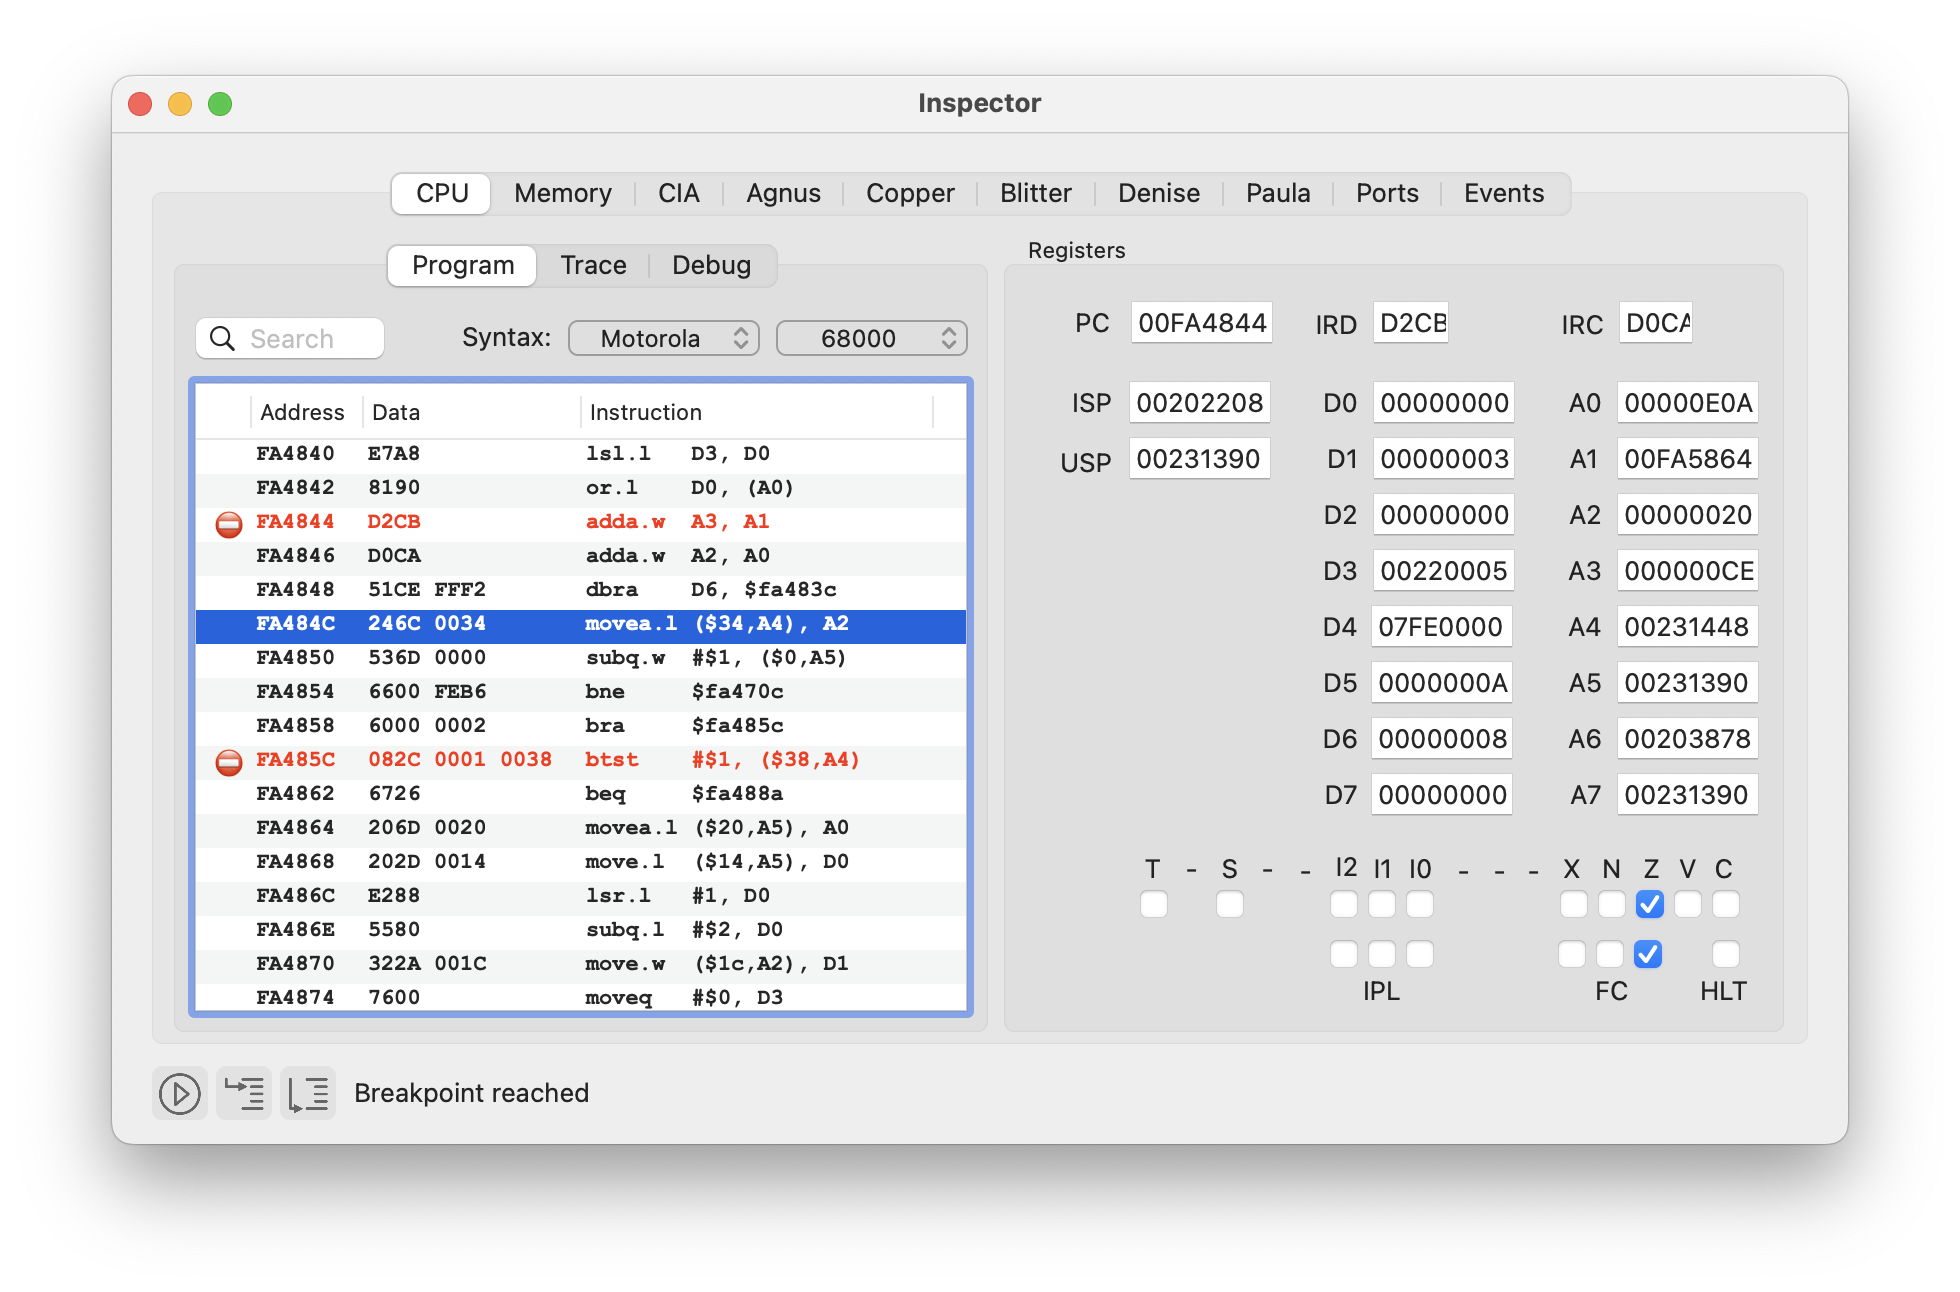 Inspector
CPU Memory CIA Agnus Copper Blitter Denise Paula Ports Events
Program Trace Debug
Search Syntax: Motorola 68000
Address Data Instruction
FA4840 E7A8 lsl.l D3, D0
FA4842 8190 or.l D0, (A0)
FA4844 D2CB adda.w A3, A1
FA4846 D0CA adda.w A2, A0
FA4848 51CE FFF2 dbra D6, $fa483c
FA484C 246C 0034 movea.l ($34,A4), A2
FA4850 536D 0000 subq.w #$1, ($0,A5)
FA4854 6600 FEB6 bne $fa470c
FA4858 6000 0002 bra $fa485c
FA485C 082C 0001 0038 btst #$1, ($38,A4)
FA4862 6726 beq $fa488a
FA4864 206D 0020 movea.l ($20,A5), A0
FA4868 202D 0014 move.l ($14,A5), D0
FA486C E288 lsr.l #1, D0
FA486E 5580 subq.l #$2, D0
FA4870 322A 001C move.w ($1c,A2), D1
FA4874 7600 moveq #$0, D3
Registers
PC 00FA4844 IRD D2CB IRC D0CA
ISP 00202208 D0 00000000 A0 00000E0A
USP 00231390 D1 00000003 A1 00FA5864
D2 00000000 A2 00000020
D3 00220005 A3 000000CE
D4 07FE0000 A4 00231448
D5 0000000A A5 00231390
D6 00000008 A6 00203878
D7 00000000 A7 00231390
T - S - - I2 I1 I0 - - - X N Z V C
IPL FC HLT
Breakpoint reached